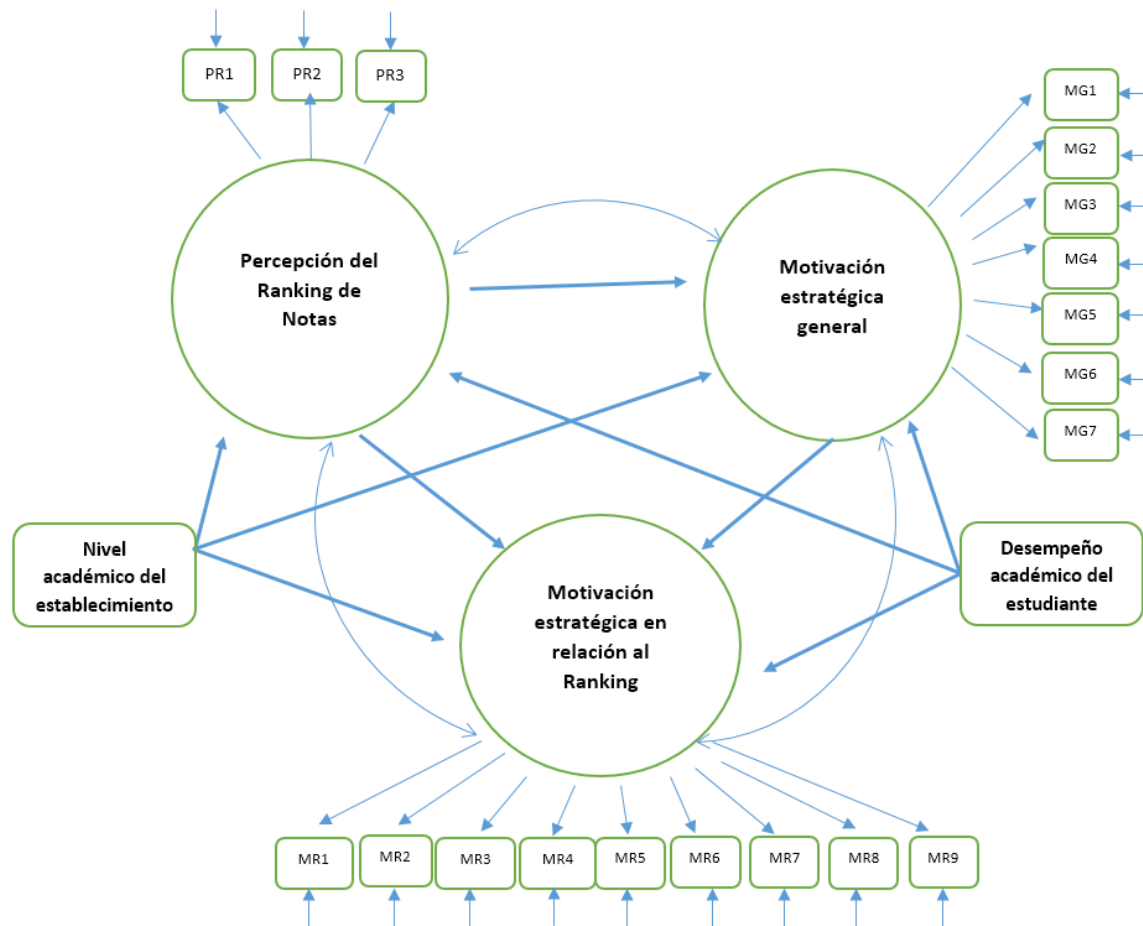 PR1
PR2
PR3
MG1
MG2
MG3
MG4
MG5
MG6
MG7
Percepción del
Ranking de
Notas
Motivación
estratégica
general
Nivel
académico del
establecimiento
Motivación
estratégica en
relación al
Ranking
Desempeño
académico del
estudiante
MR1
MR2
MR3
MR4
MR5
MR6
MR7
MR8
MR9